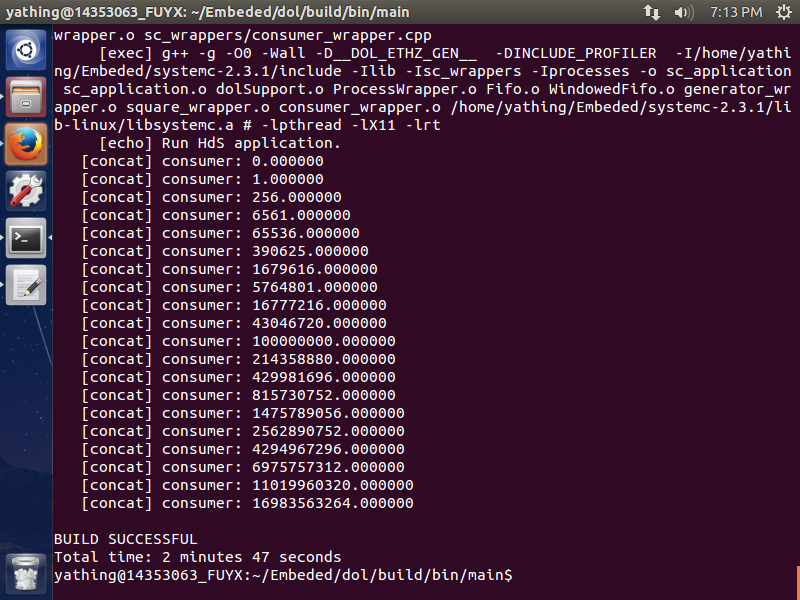 yathing@14353063_FUYX: ~/Embeded/dol/build/bin/main
7:13 PM
wrapper.o sc_wrappers/consumer_wrapper.cpp
[exec] g++ -g -O0 -Wall -D__DOL_ETHZ_GEN__  -DINCLUDE_PROFILER  -I/home/yathi
ng/Embeded/systemc-2.3.1/include -Ilib -Isc_wrappers -Iprocesses -o sc_application
sc_application.o dolSupport.o ProcessWrapper.o Fifo.o WindowedFifo.o generator_wr
apper.o square_wrapper.o consumer_wrapper.o /home/yathing/Embeded/systemc-2.3.1/li
b-linux/libsystemc.a # -lpthread -lX11 -lrt
[echo] Run HdS application.
[concat] consumer: 0.000000
[concat] consumer: 1.000000
[concat] consumer: 256.000000
[concat] consumer: 6561.000000
[concat] consumer: 65536.000000
[concat] consumer: 390625.000000
[concat] consumer: 1679616.000000
[concat] consumer: 5764801.000000
[concat] consumer: 16777216.000000
[concat] consumer: 43046720.000000
[concat] consumer: 100000000.000000
[concat] consumer: 214358880.000000
[concat] consumer: 429981696.000000
[concat] consumer: 815730752.000000
[concat] consumer: 1475789056.000000
[concat] consumer: 2562890752.000000
[concat] consumer: 4294967296.000000
[concat] consumer: 6975757312.000000
[concat] consumer: 11019960320.000000
[concat] consumer: 16983563264.000000
BUILD SUCCESSFUL
Total time: 2 minutes 47 seconds
yathing@14353063_FUYX:~/Embeded/dol/build/bin/main$